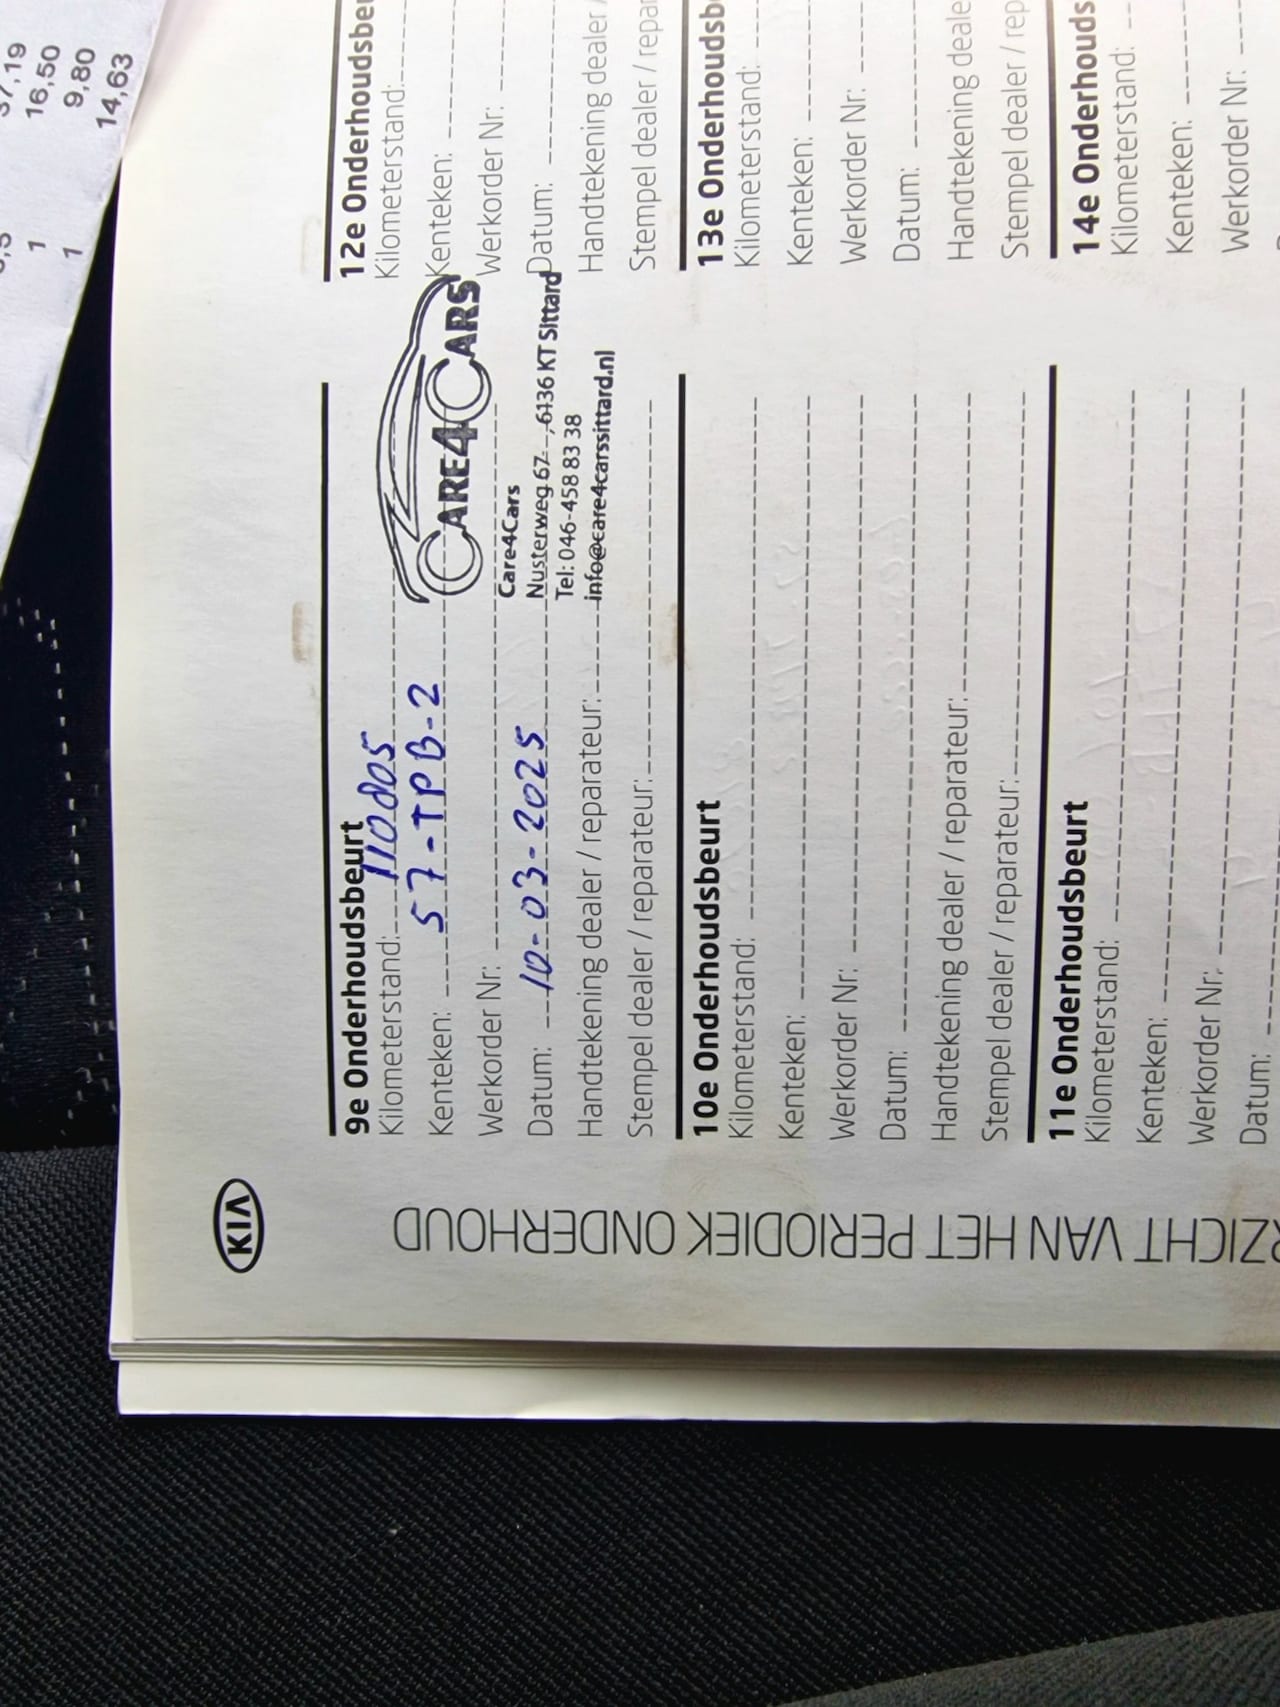 37,19
16,50
9,80
14,63
1
1
KIA
RZICHT VAN HET PERIODIEK ONDERHOUD
9e Onderhoudsbeurt
Kilometerstand: 110805
Kenteken: 57-TPB-2
Werkorder Nr:
Datum: 10-03-2025
Handtekening dealer / reparateur:
Stempel dealer / reparateur:
CARE4CARS
Care4Cars
Nusterweg 67 , 6136 KT Sittard
Tel: 046-458 83 38
info@care4carssittard.nl
10e Onderhoudsbeurt
Kilometerstand:
Kenteken:
Werkorder Nr:
Datum:
Handtekening dealer / reparateur:
Stempel dealer / reparateur:
11e Onderhoudsbeurt
Kilometerstand:
Kenteken:
Werkorder Nr:
Datum:
12e Onderhoudsbeu
Kilometerstand:
Kenteken:
Werkorder Nr:
Datum:
Handtekening dealer /
Stempel dealer / repar
13e Onderhoudsb
Kilometerstand:
Kenteken:
Werkorder Nr:
Datum:
Handtekening deale
Stempel dealer / rep
14e Onderhouds
Kilometerstand:
Kenteken:
Werkorder Nr: